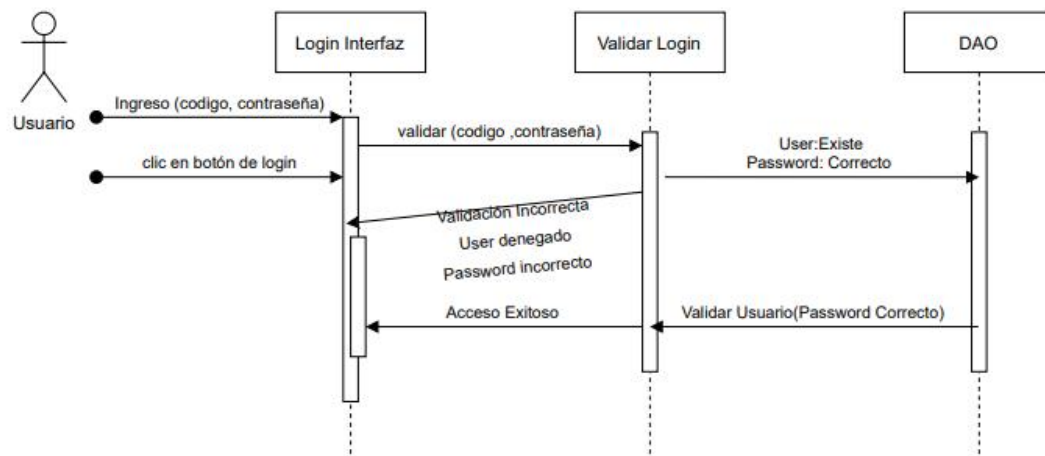 Login Interfaz
Validar Login
DAO
Usuario
Ingreso (codigo, contraseña)
validar (codigo ,contraseña)
User:Existe
Password: Correcto
clic en botón de login
Validación Incorrecta
User denegado
Password incorrecto
Acceso Exitoso
Validar Usuario(Password Correcto)